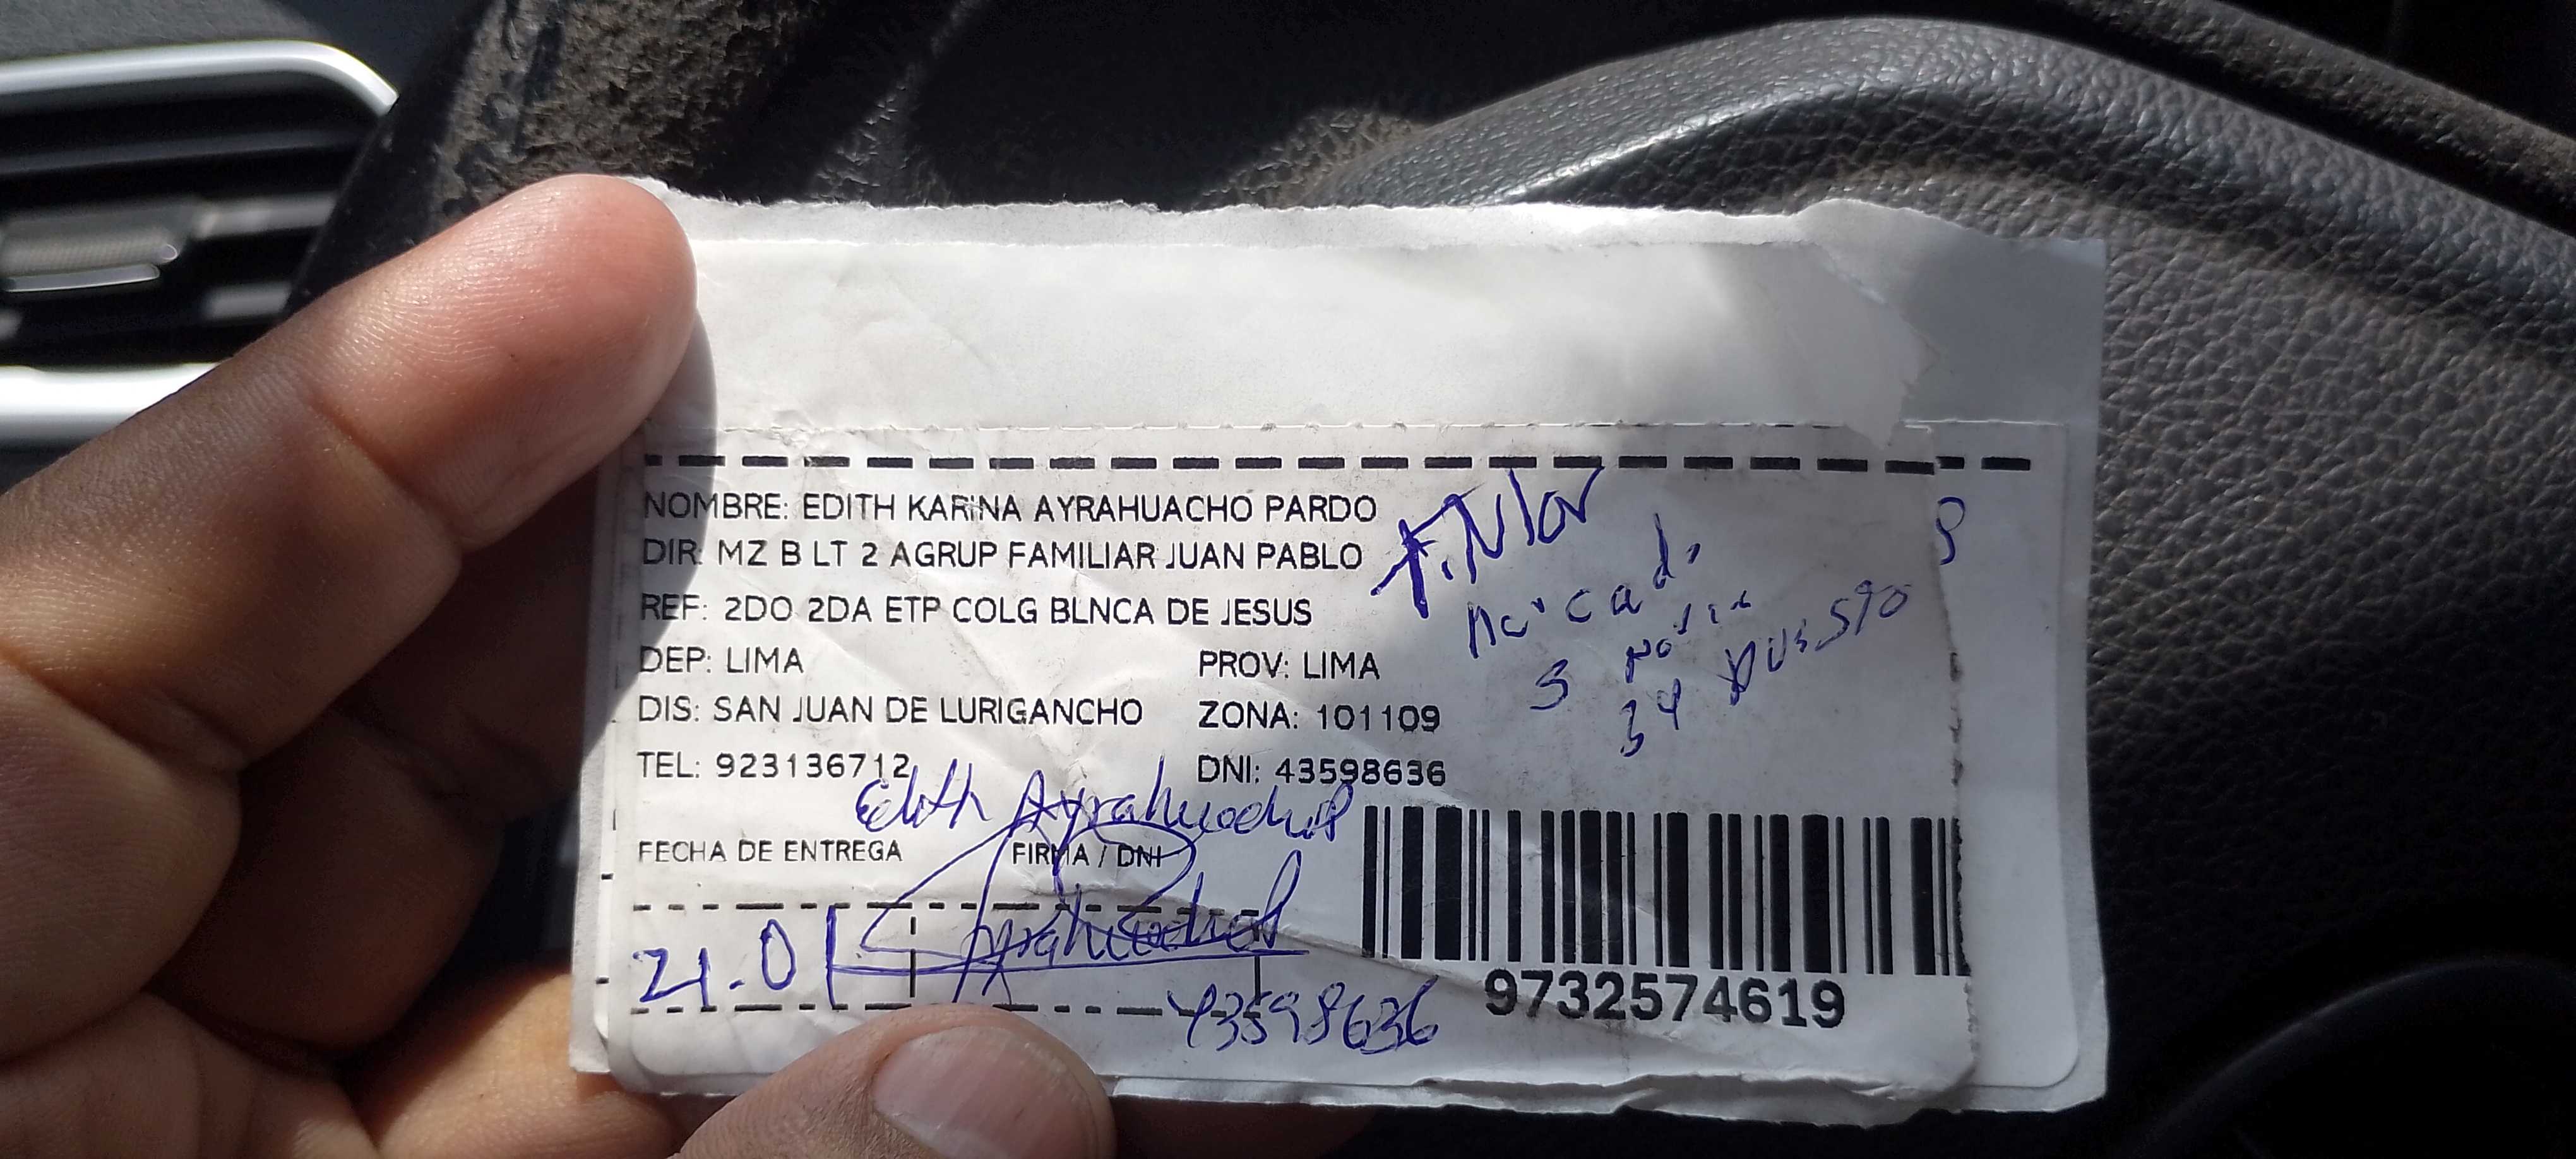 NOMBRE: EDITH KARINA AYRAHUACHO PARDO
DIR: MZ B LT 2 AGRUP FAMILIAR JUAN PABLO
REF: 2DO 2DA ETP COLG BLNCA DE JESUS
DEP: LIMA PROV: LIMA
DIS: SAN JUAN DE LURIGANCHO ZONA: 101109
TEL: 923136712 DNI: 43598636
Edith
FECHA DE ENTREGA FIRMA / DNI
21.01
43598636
9732574619